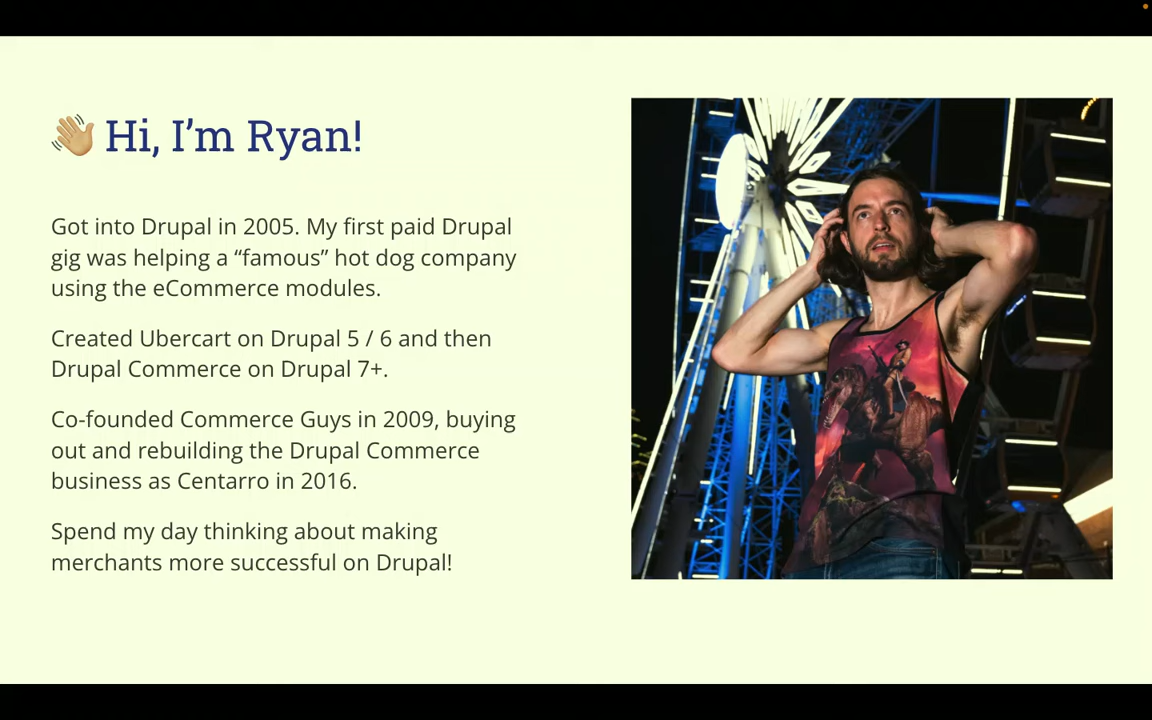 👋🏼 Hi, I’m Ryan!
Got into Drupal in 2005. My first paid Drupal
gig was helping a “famous” hot dog company
using the eCommerce modules.
Created Ubercart on Drupal 5 / 6 and then
Drupal Commerce on Drupal 7+.
Co-founded Commerce Guys in 2009, buying
out and rebuilding the Drupal Commerce
business as Centarro in 2016.
Spend my day thinking about making
merchants more successful on Drupal!